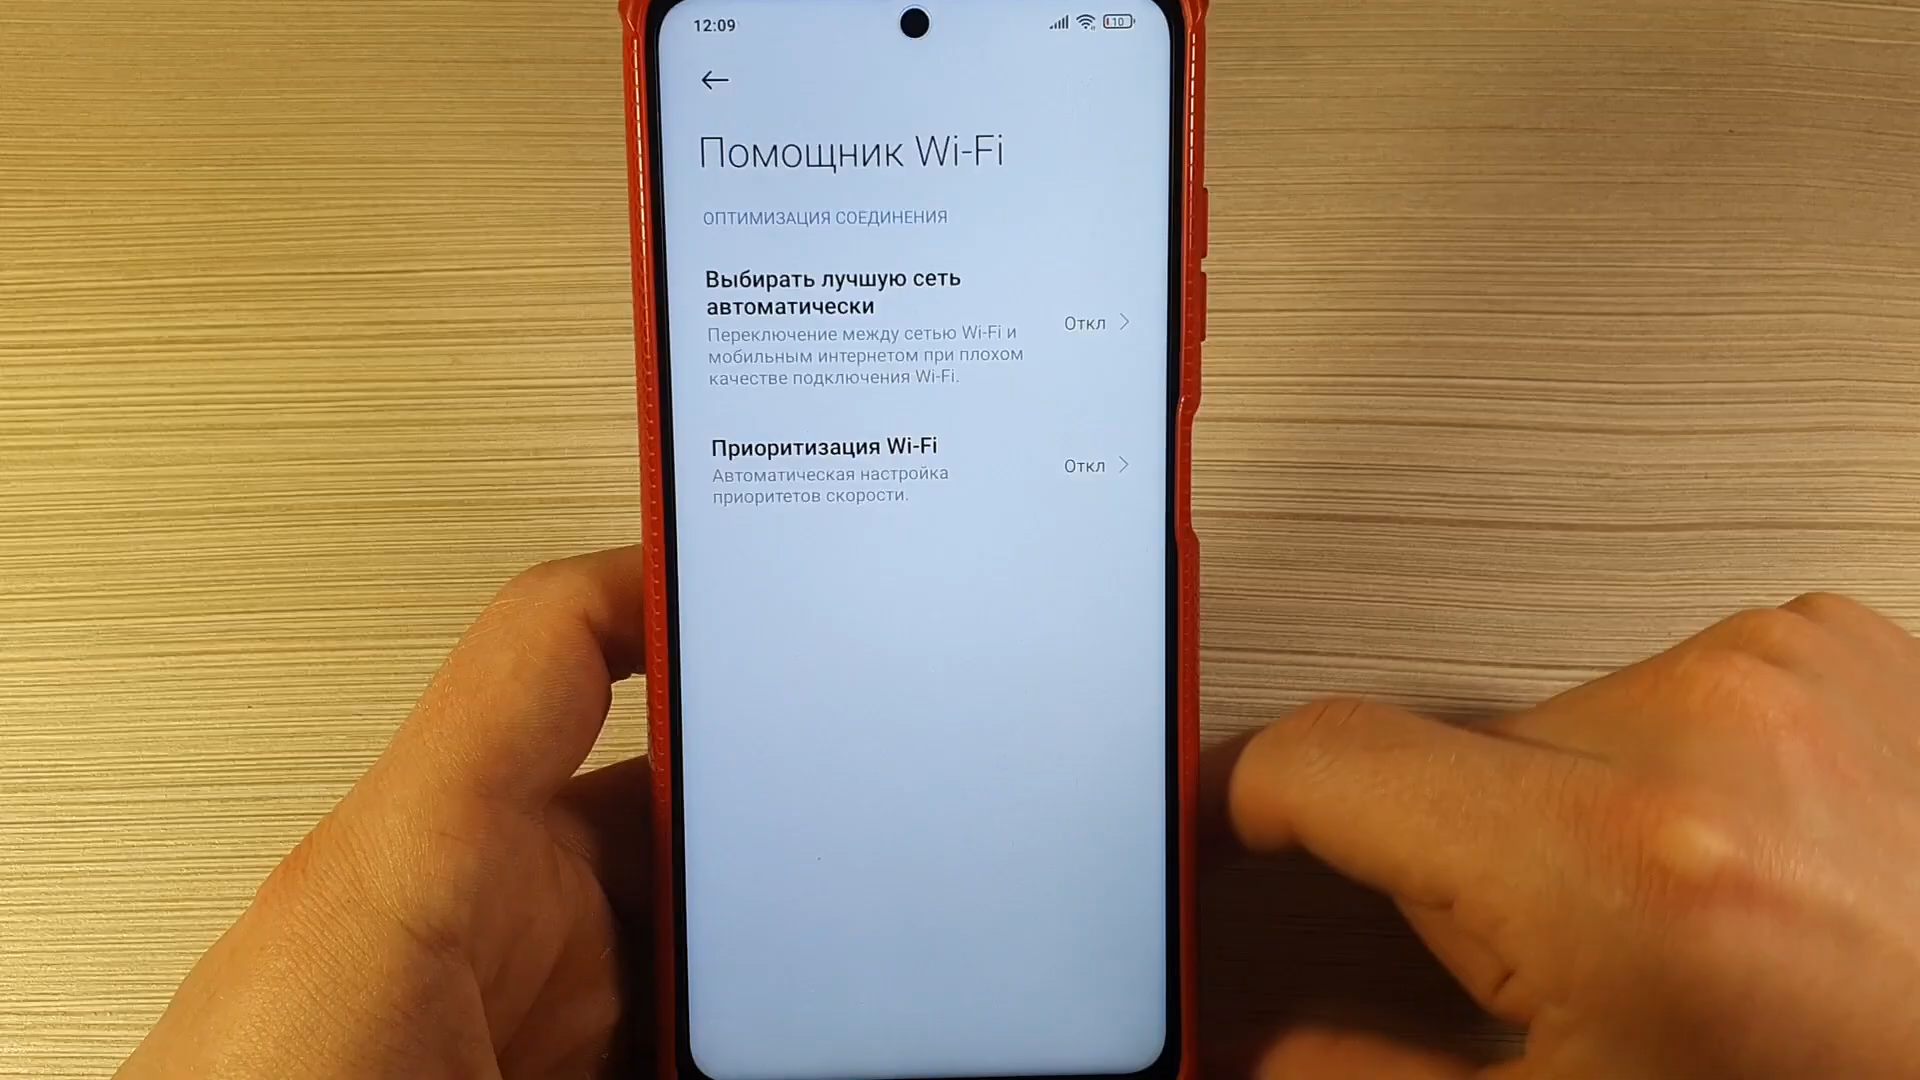 12:09
10
Помощник Wi-Fi
ОПТИМИЗАЦИЯ СОЕДИНЕНИЯ
Выбирать лучшую сеть
автоматически
Переключение между сетью Wi-Fi и
мобильным интернетом при плохом
качестве подключения Wi-Fi.
Откл
Приоритизация Wi-Fi
Автоматическая настройка
приоритетов скорости.
Откл